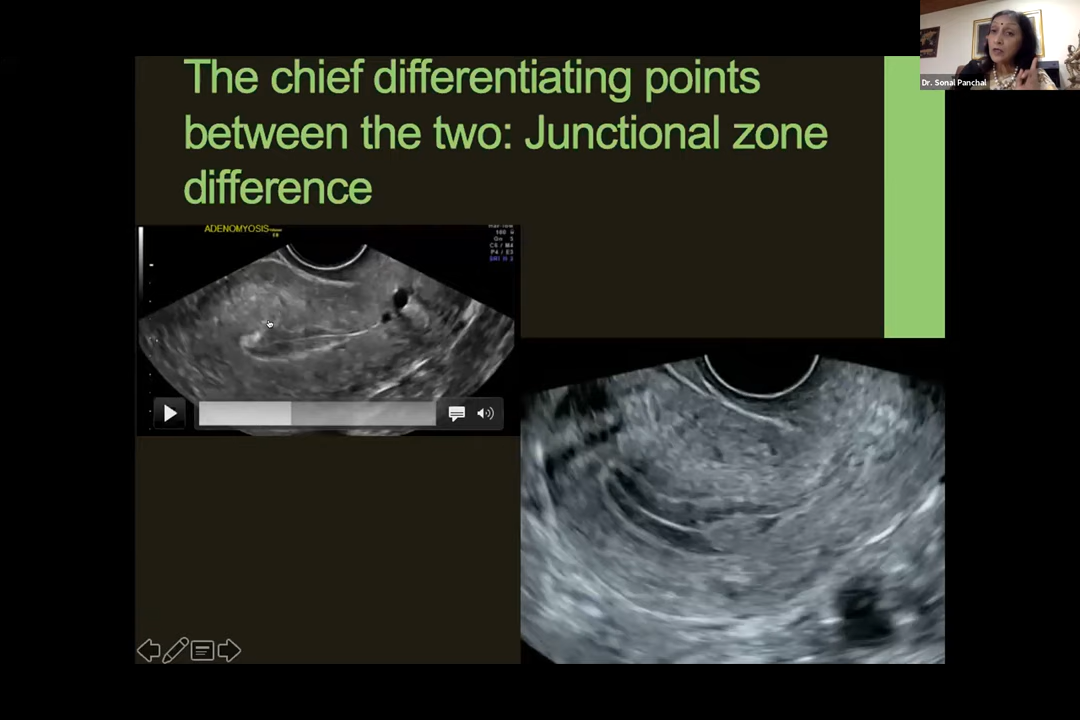 The chief differentiating points
between the two: Junctional zone
difference
Dr. Sonal Panchal
ADENOMYOSIS